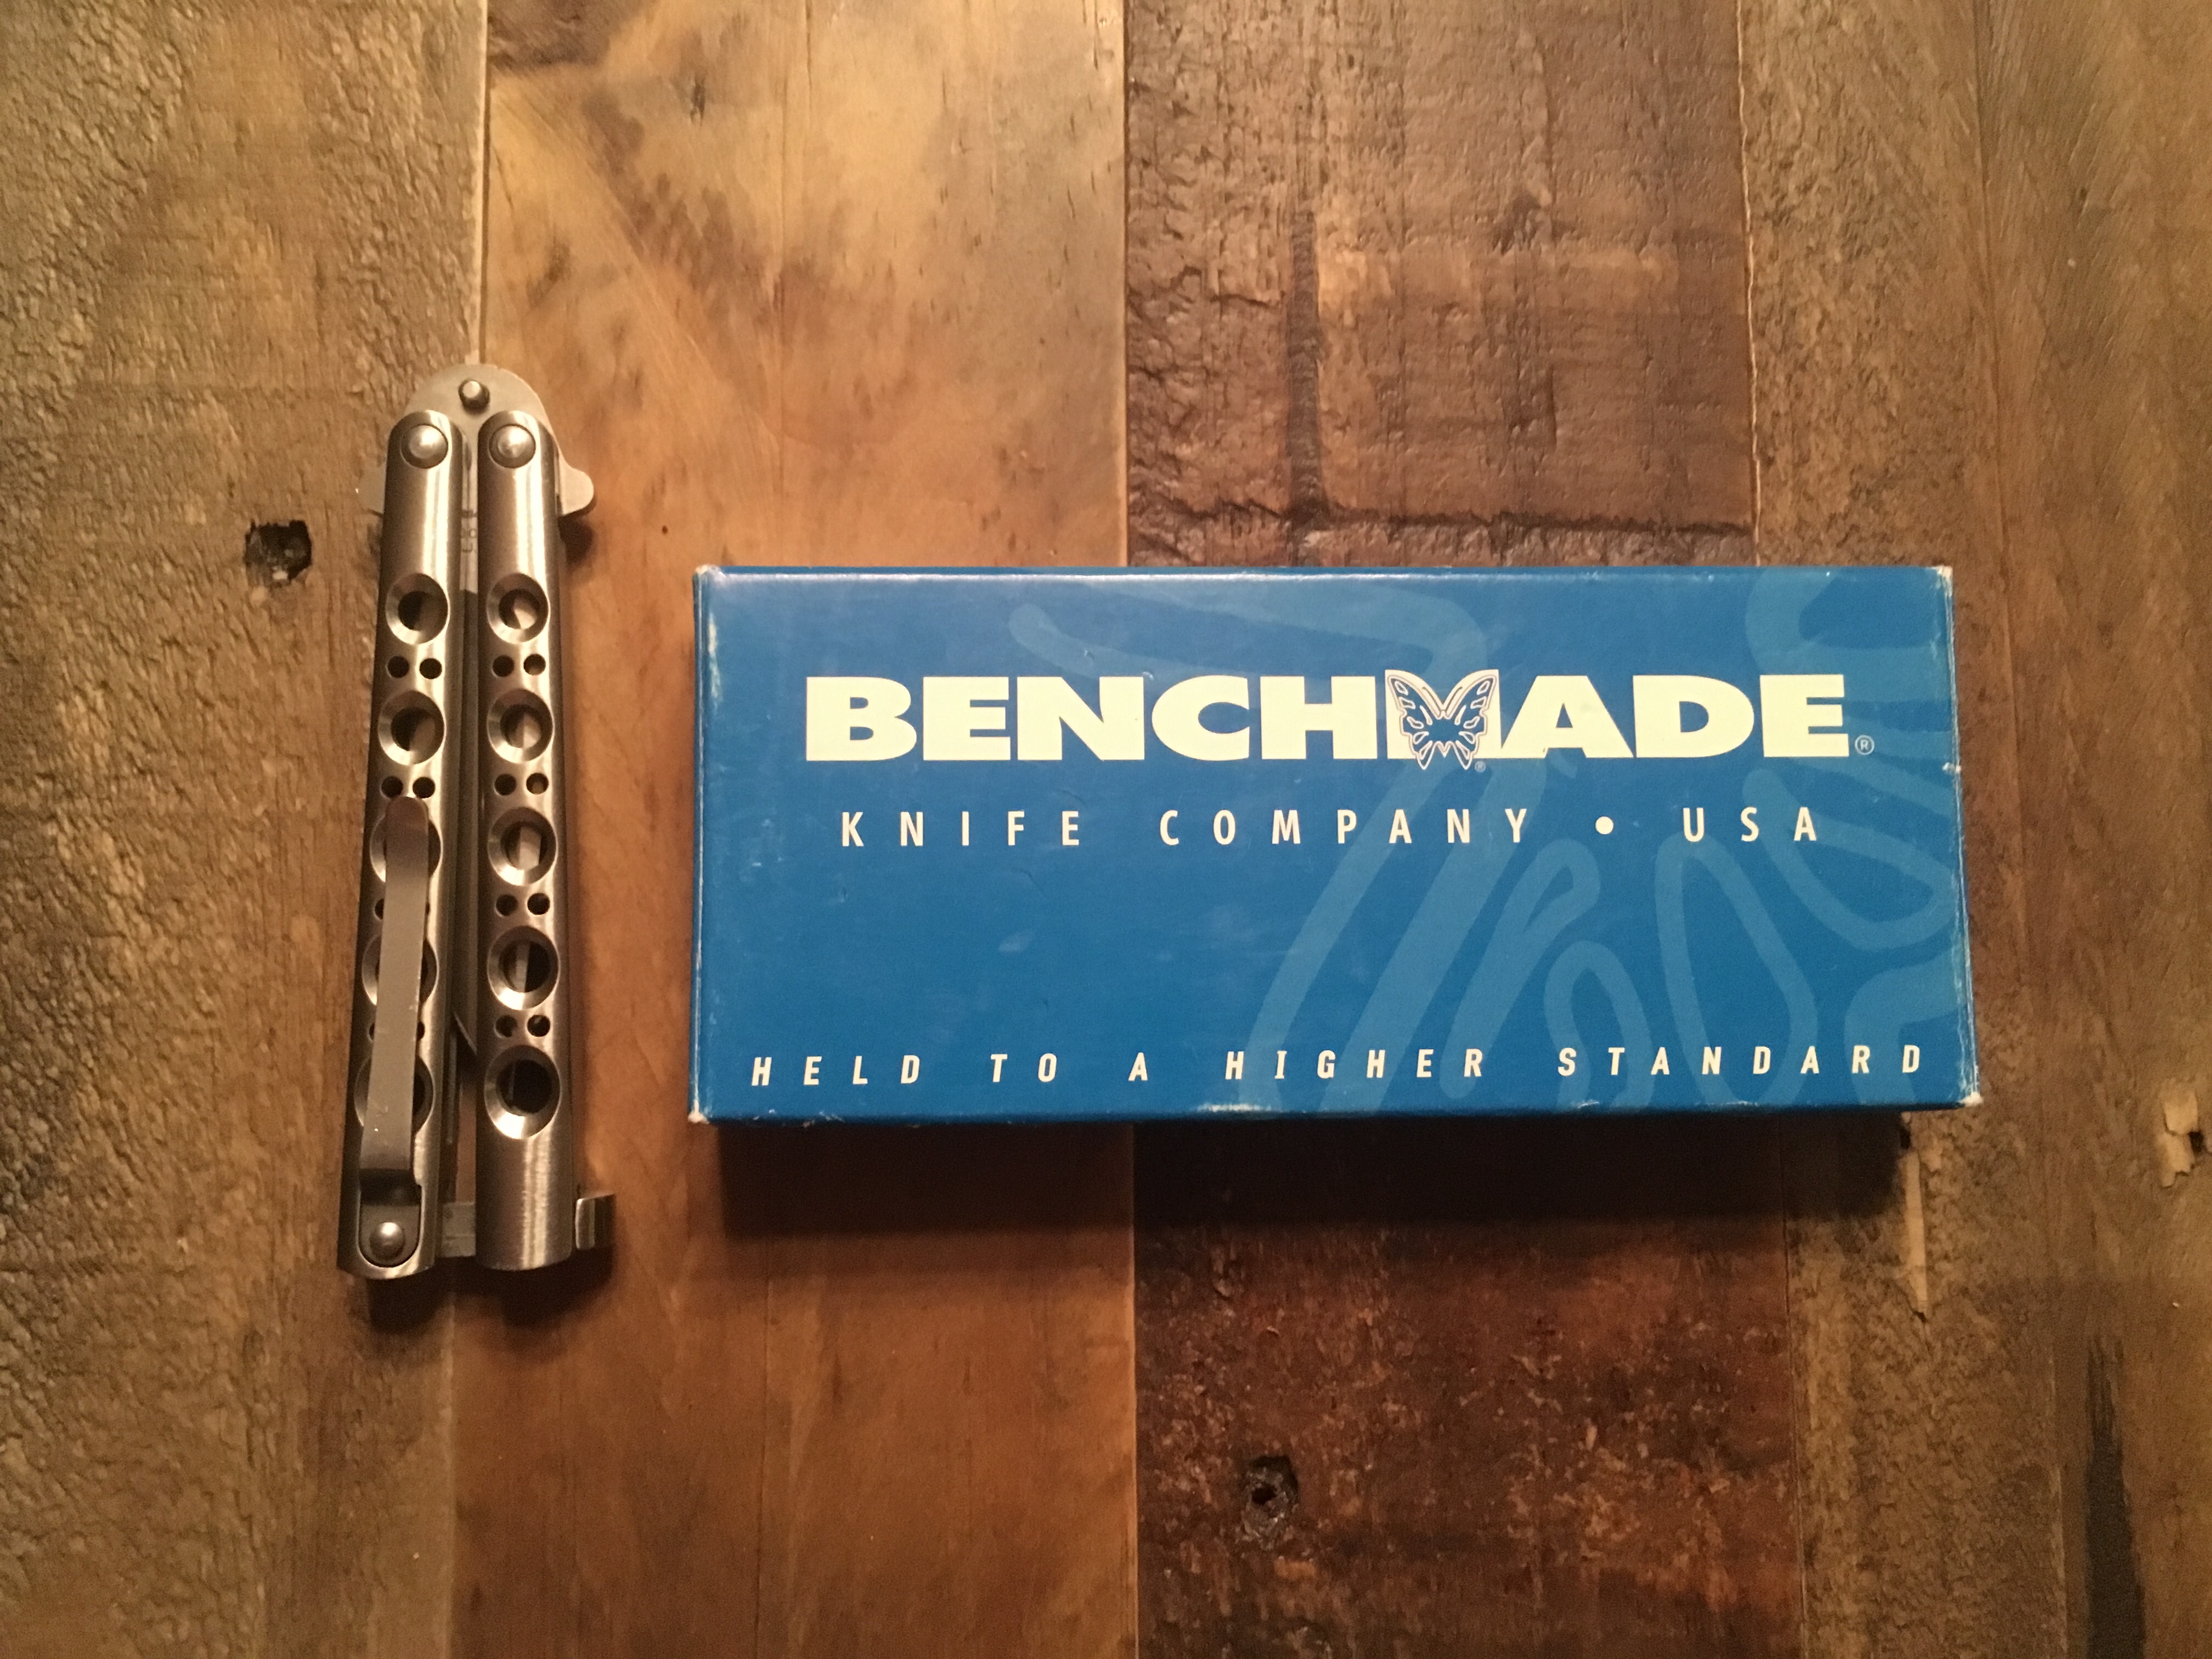 BENCHMADE®
KNIFE COMPANY • USA
HELD TO A HIGHER STANDARD